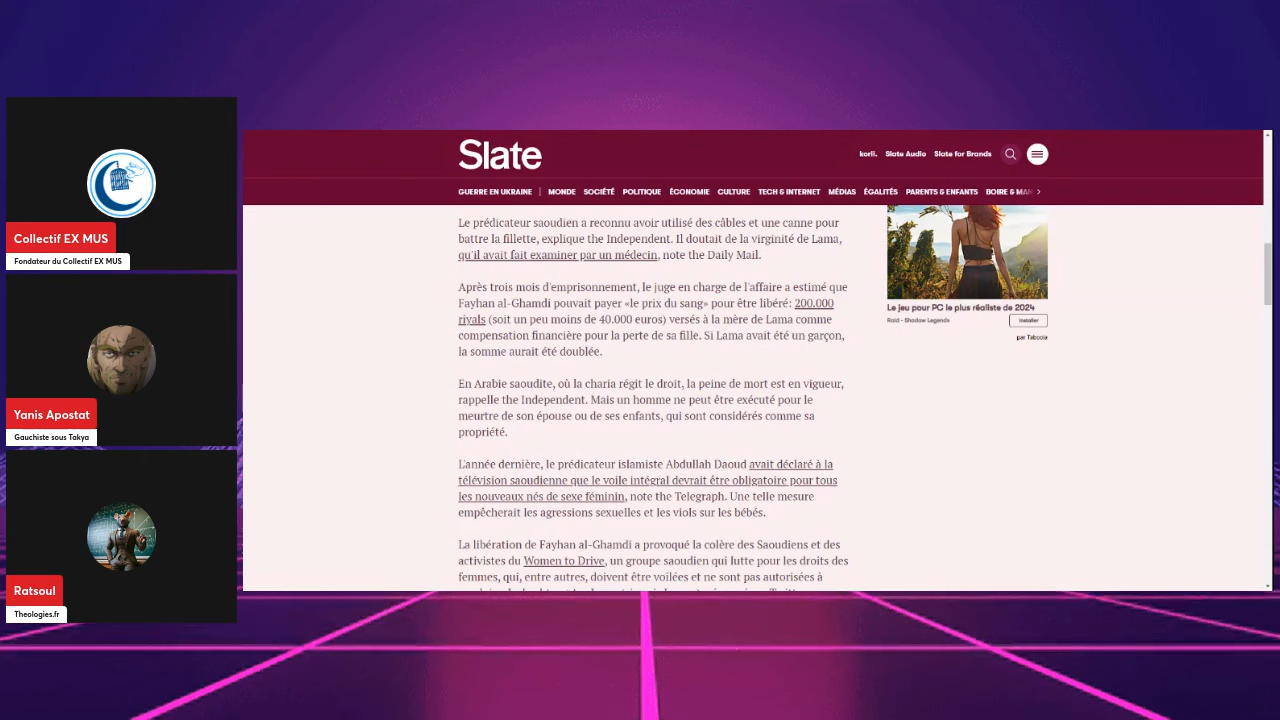 Collectif EX MUS
Fondateur du Collectif EX MUS
Yanis Apostat
Gauchiste sous Takya
Ratsoul
Theologies.fr
Slate
korii. Slate Audio Slate for Brands
GUERRE EN UKRAINE | MONDE SOCIÉTÉ POLITIQUE ÉCONOMIE CULTURE TECH & INTERNET MÉDIAS ÉGALITÉS PARENTS & ENFANTS BOIRE & MAN
Le prédicateur saoudien a reconnu avoir utilisé des câbles et une canne pour
battre la fillette, explique the Independent. Il doutait de la virginité de Lama,
qu'il avait fait examiner par un médecin, note the Daily Mail.
Après trois mois d'emprisonnement, le juge en charge de l'affaire a estimé que
Fayhan al-Ghamdi pouvait payer «le prix du sang» pour être libéré: 200.000
riyals (soit un peu moins de 40.000 euros) versés à la mère de Lama comme
compensation financière pour la perte de sa fille. Si Lama avait été un garçon,
la somme aurait été doublée.
En Arabie saoudite, où la charia régit le droit, la peine de mort est en vigueur,
rappelle the Independent. Mais un homme ne peut être exécuté pour le
meurtre de son épouse ou de ses enfants, qui sont considérés comme sa
propriété.
L'année dernière, le prédicateur islamiste Abdullah Daoud avait déclaré à la
télévision saoudienne que le voile intégral devrait être obligatoire pour tous
les nouveaux nés de sexe féminin, note the Telegraph. Une telle mesure
empêcherait les agressions sexuelles et les viols sur les bébés.
La libération de Fayhan al-Ghamdi a provoqué la colère des Saoudiens et des
activistes du Women to Drive, un groupe saoudien qui lutte pour les droits des
femmes, qui, entre autres, doivent être voilées et ne sont pas autorisées à
Le jeu pour PC le plus réaliste de 2024
Raid - Shadow Legends
Installer
par Taboola